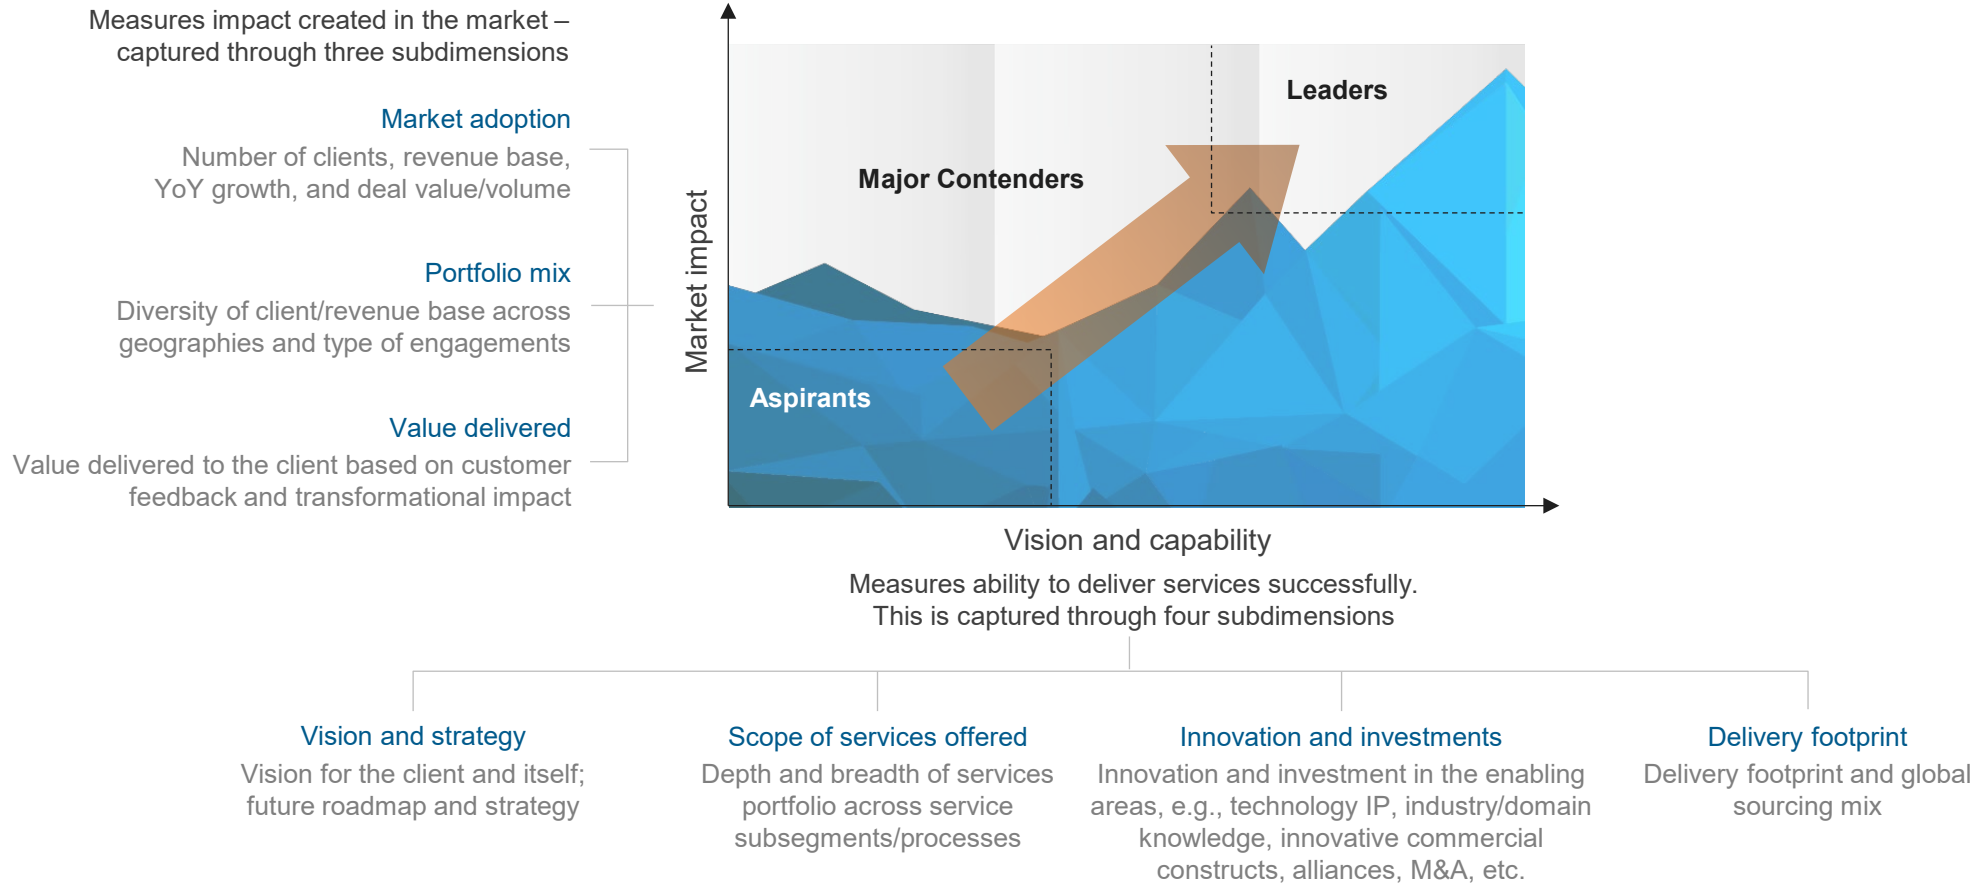 Measures impact created in the market –
captured through three subdimensions
Market adoption
Number of clients, revenue base,
YoY growth, and deal value/volume
Portfolio mix
Diversity of client/revenue base across
geographies and type of engagements
Value delivered
Value delivered to the client based on customer
feedback and transformational impact
Market impact
Leaders
Major Contenders
Aspirants
Vision and capability
Measures ability to deliver services successfully.
This is captured through four subdimensions
Vision and strategy
Vision for the client and itself;
future roadmap and strategy
Scope of services offered
Depth and breadth of services
portfolio across service
subsegments/processes
Innovation and investments
Innovation and investment in the enabling
areas, e.g., technology IP, industry/domain
knowledge, innovative commercial
constructs, alliances, M&A, etc.
Delivery footprint
Delivery footprint and global
sourcing mix